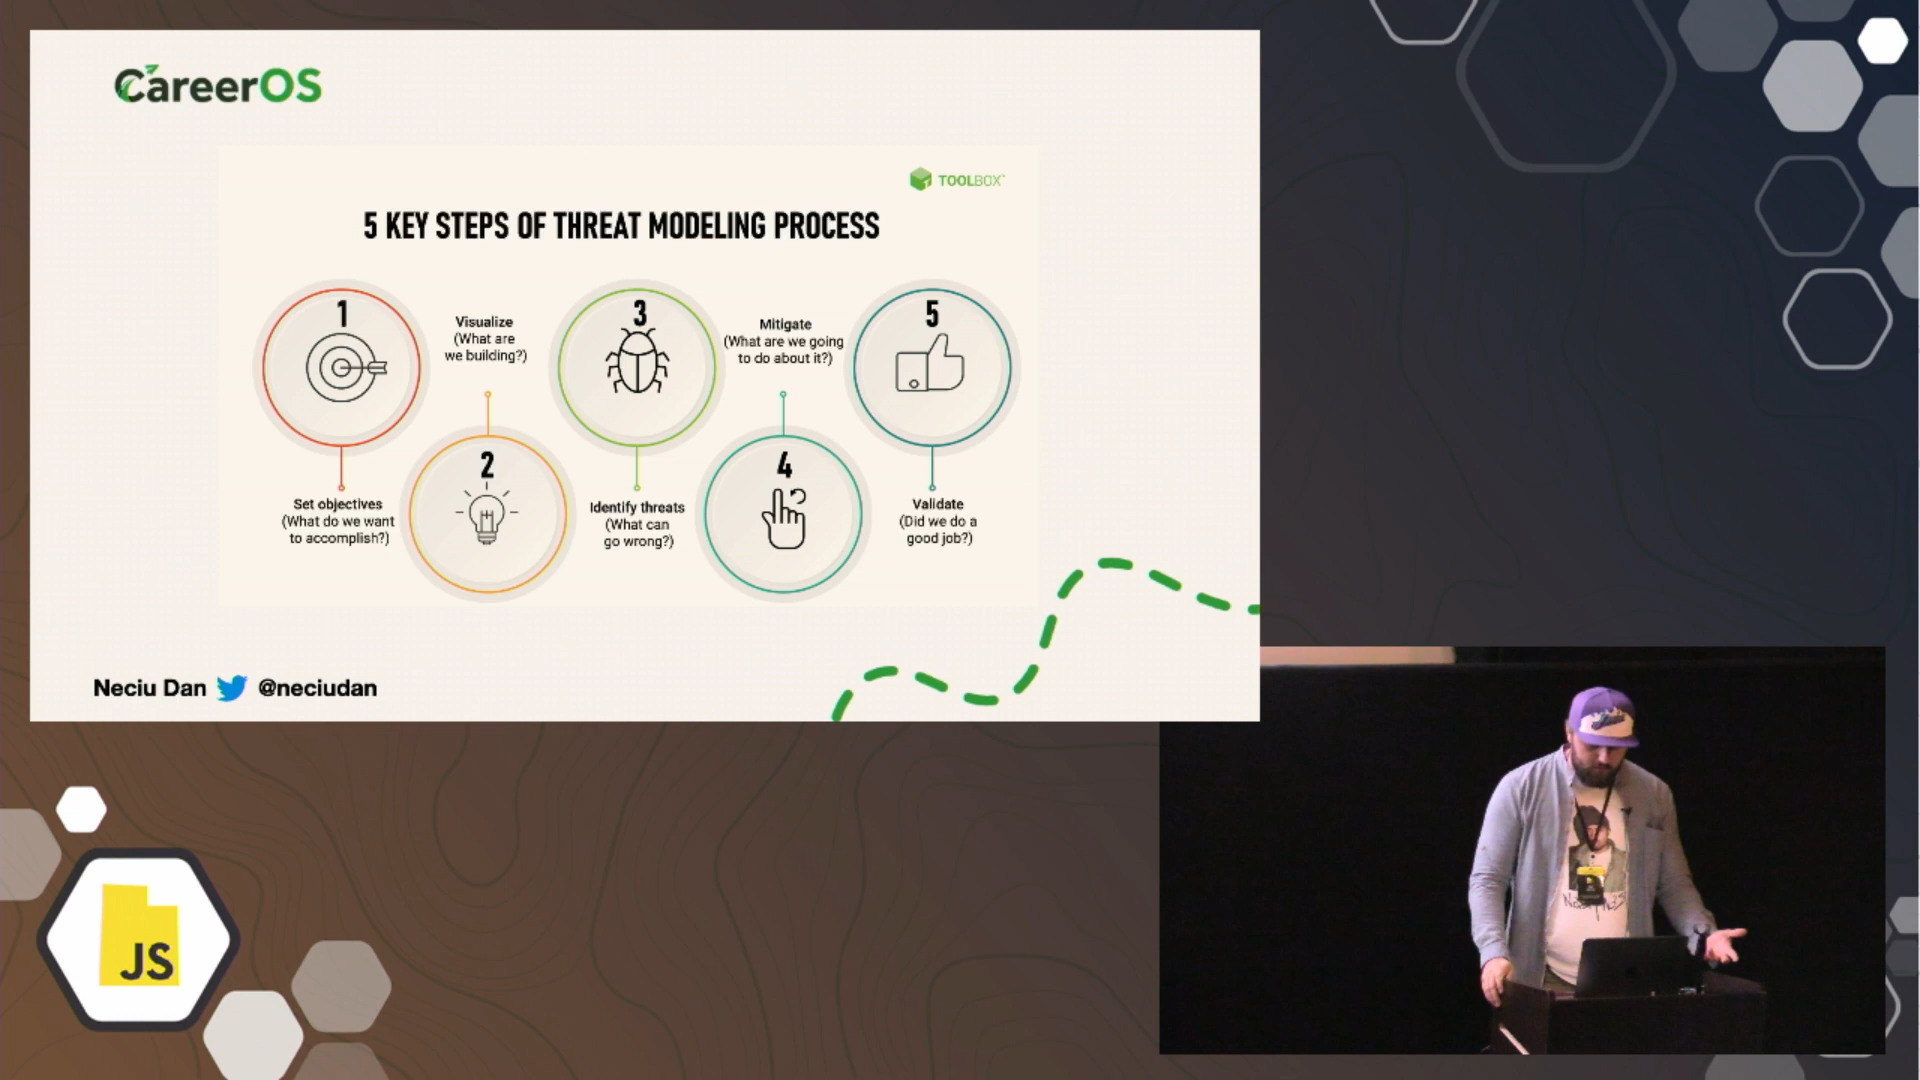 CareerOS
TOOLBOX
5 KEY STEPS OF THREAT MODELING PROCESS
1
Set objectives
(What do we want
to accomplish?)
Visualize
(What are
we building?)
2
3
Identify threats
(What can
go wrong?)
Mitigate
(What are we going
to do about it?)
4
5
Validate
(Did we do a
good job?)
Neciu Dan @neciudan
JS